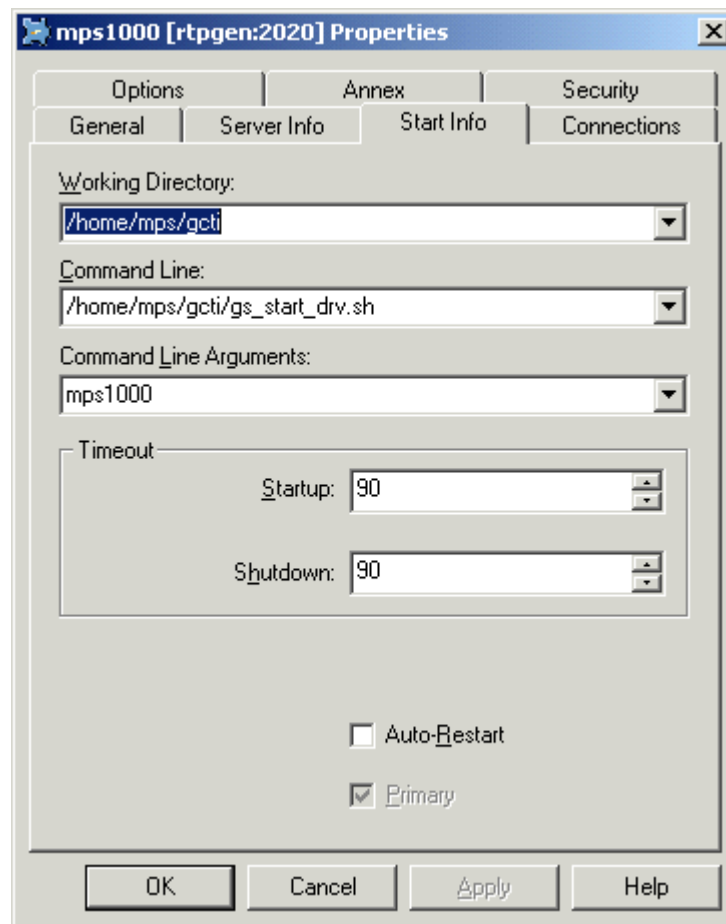 mps1000 [rtpgen:2020] Properties
Options Annex Security
General Server Info Start Info Connections
Working Directory:
/home/mps/gcti
Command Line:
/home/mps/gcti/gs_start_drv.sh
Command Line Arguments:
mps1000
Timeout
Startup: 90
Shutdown: 90
Auto-Restart
Primary
OK Cancel Apply Help